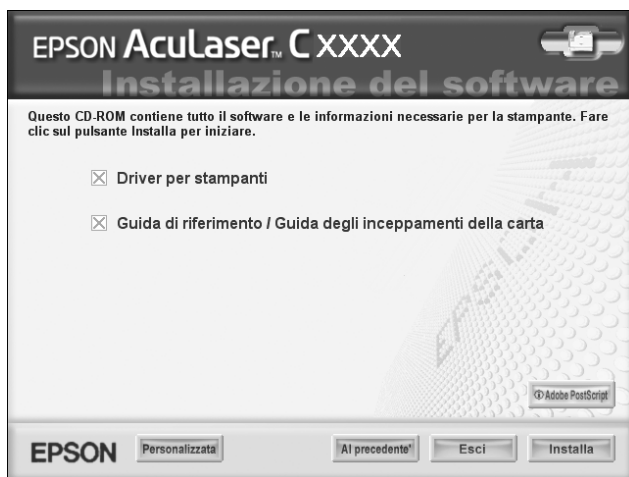 EPSON AcuLaser™ C XXXX
Installazione del software
Questo CD-ROM contiene tutto il software e le informazioni necessarie per la stampante. Fare
clic sul pulsante Installa per iniziare.
Driver per stampanti
Guida di riferimento / Guida degli inceppamenti della carta
EPSON
Adobe PostScript
EPSON
Personalizzata
Al precedente'
Esci
Installa